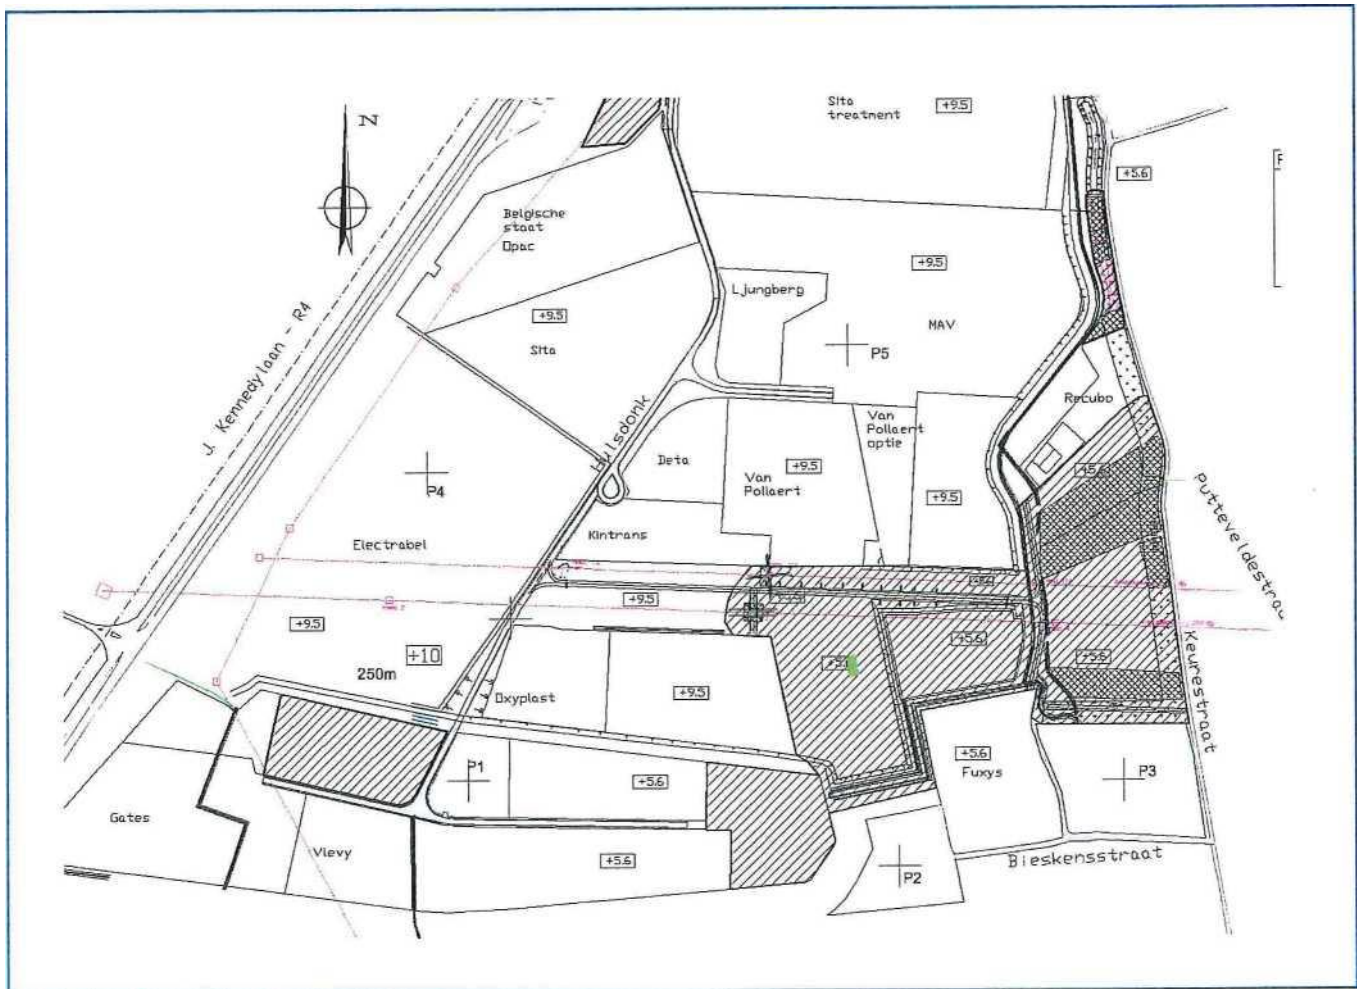 Sita
treatment
+9.5
+5.6
N
Belgische
staat
Opac
+9.5
Ljungberg
J. Kennedylaan - R4
+9.5
Sita
MAV
P5
Recubo
Hulsdonk
Van
Pollaert
optie
Deta
+9.5
Van
Pollaert
+5.6
P4
+9.5
Putteveldestraat
Kintrans
Electrabel
+5.6
+9.5
+9.5
+5.6
+10
+5.6
250m
Oxyplast
+9.5
Keurestraat
+5.6
Fuxys
P1
+5.6
P3
Gates
Vlevy
+5.6
Bieskensstraat
P2